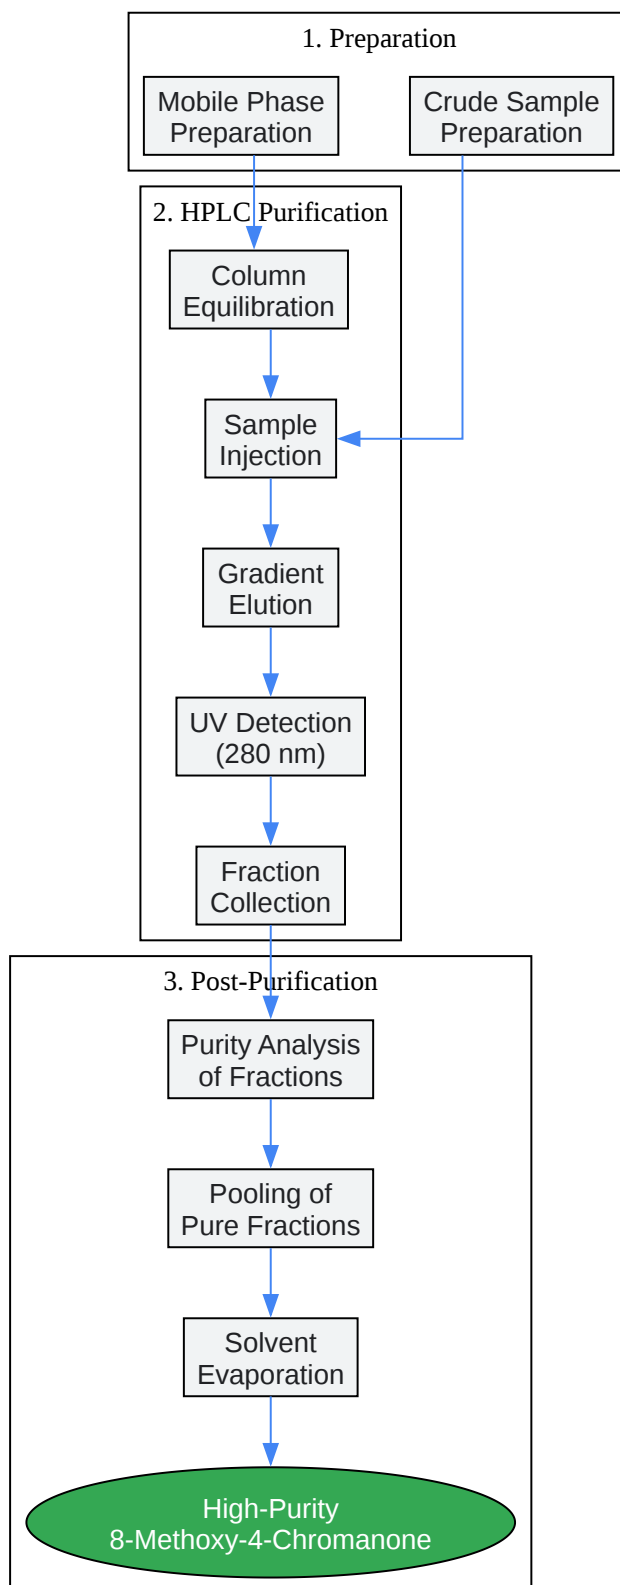 1. Preparation
Mobile Phase
Preparation
Crude Sample
Preparation
2. HPLC Purification
Column
Equilibration
Sample
Injection
Gradient
Elution
UV Detection
(280 nm)
Fraction
Collection
3. Post-Purification
Purity Analysis
of Fractions
Pooling of
Pure Fractions
Solvent
Evaporation
High-Purity
8-Methoxy-4-Chromanone